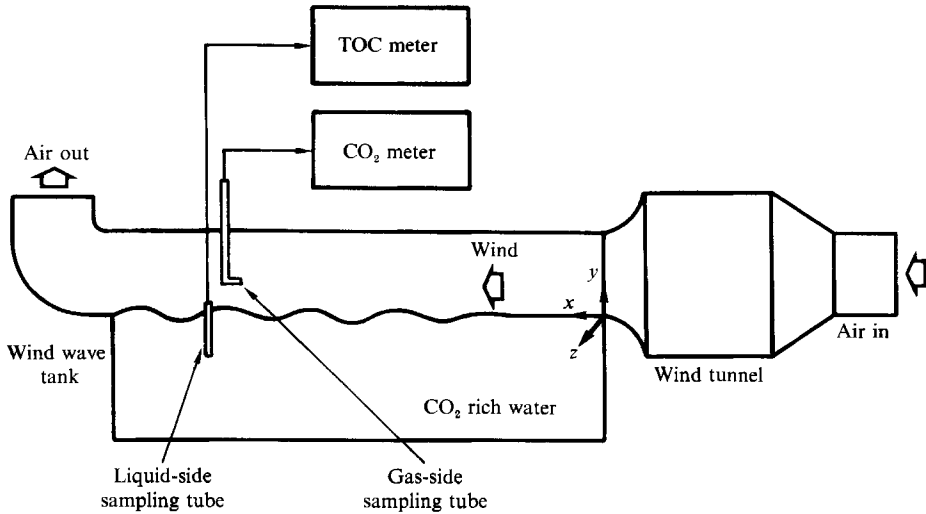 TOC meter
CO₂ meter
Air out
Wind
y
x
z
Air in
Wind wave
tank
Wind tunnel
CO₂ rich water
Liquid-side
sampling tube
Gas-side
sampling tube